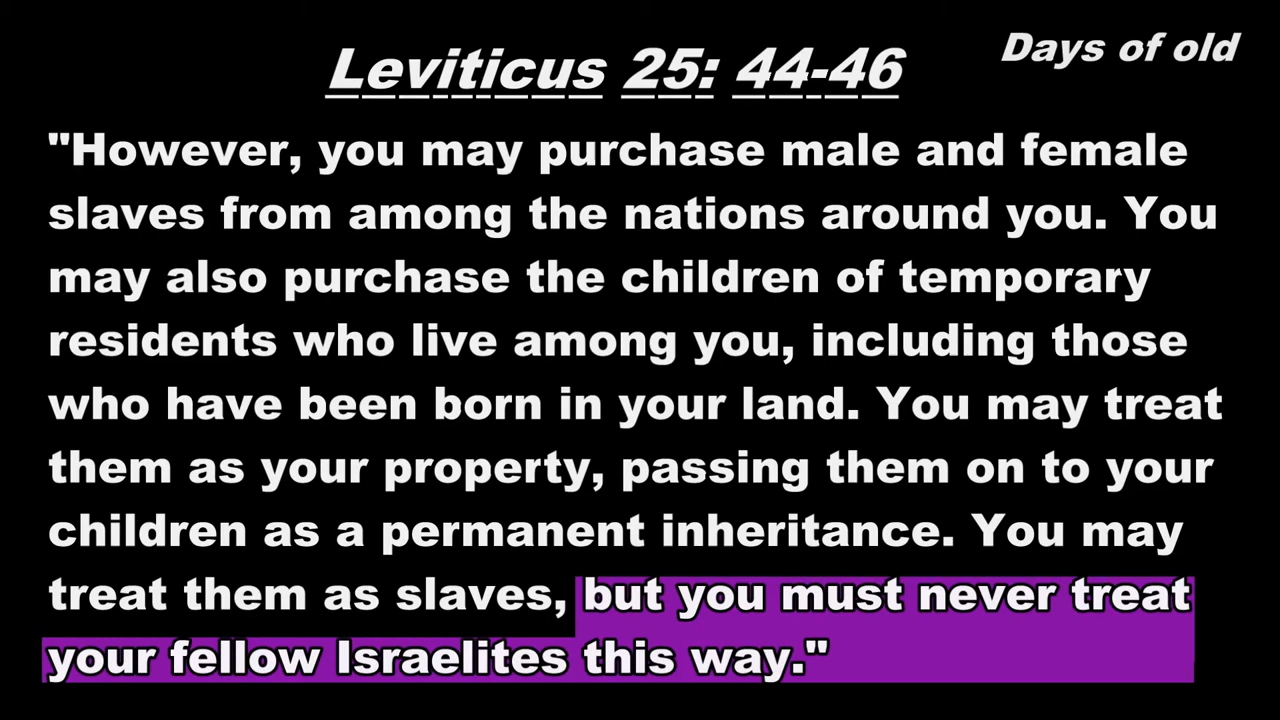 Leviticus 25: 44-46
Days of old
"However, you may purchase male and female
slaves from among the nations around you. You
may also purchase the children of temporary
residents who live among you, including those
who have been born in your land. You may treat
them as your property, passing them on to your
children as a permanent inheritance. You may
treat them as slaves, but you must never treat
your fellow Israelites this way."